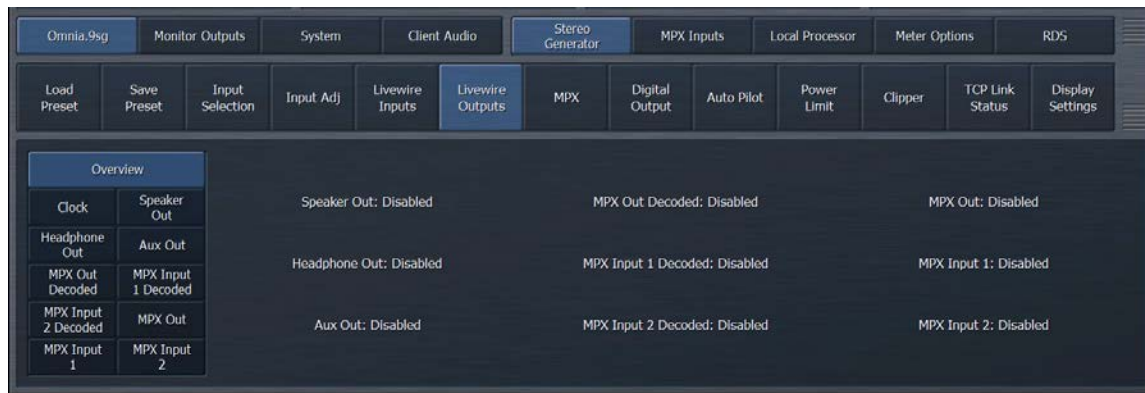 Omnia.9sg
Monitor Outputs
System
Client Audio
Stereo
Generator
MPX Inputs
Local Processor
Meter Options
RDS
Load
Preset
Save
Preset
Input
Selection
Input Adj
Livewire
Inputs
Livewire
Outputs
MPX
Digital
Output
Auto Pilot
Power
Limit
Clipper
TCP Link
Status
Display
Settings
Overview
Clock
Speaker
Out
Headphone
Out
Aux Out
MPX Out
Decoded
MPX Input
1 Decoded
MPX Input
2 Decoded
MPX Out
MPX Input
1
MPX Input
2
Speaker Out: Disabled
MPX Out Decoded: Disabled
MPX Out: Disabled
Headphone Out: Disabled
MPX Input 1 Decoded: Disabled
MPX Input 1: Disabled
Aux Out: Disabled
MPX Input 2 Decoded: Disabled
MPX Input 2: Disabled